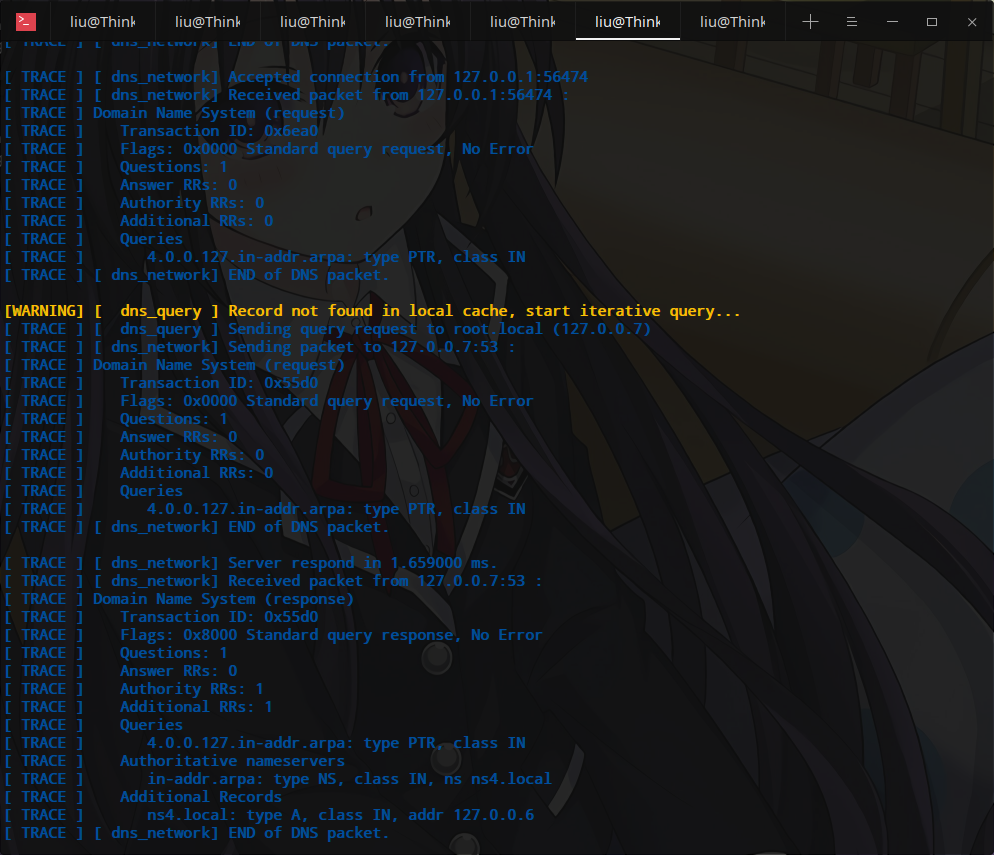 liu@Think liu@Think liu@Think liu@Think liu@Think liu@Think liu@Think
[ TRACE ] [ dns_network] END of DNS packet.
[ TRACE ] [ dns_network] Accepted connection from 127.0.0.1:56474
[ TRACE ] [ dns_network] Received packet from 127.0.0.1:56474 :
[ TRACE ] Domain Name System (request)
[ TRACE ]    Transaction ID: 0x6ea0
[ TRACE ]    Flags: 0x0000 Standard query request, No Error
[ TRACE ]    Questions: 1
[ TRACE ]    Answer RRs: 0
[ TRACE ]    Authority RRs: 0
[ TRACE ]    Additional RRs: 0
[ TRACE ]    Queries
[ TRACE ]       4.0.0.127.in-addr.arpa: type PTR, class IN
[ TRACE ] [ dns_network] END of DNS packet.
[WARNING] [  dns_query ] Record not found in local cache, start iterative query...
[ TRACE ] [  dns_query ] Sending query request to root.local (127.0.0.7)
[ TRACE ] [ dns_network] Sending packet to 127.0.0.7:53 :
[ TRACE ] Domain Name System (request)
[ TRACE ]    Transaction ID: 0x55d0
[ TRACE ]    Flags: 0x0000 Standard query request, No Error
[ TRACE ]    Questions: 1
[ TRACE ]    Answer RRs: 0
[ TRACE ]    Authority RRs: 0
[ TRACE ]    Additional RRs: 0
[ TRACE ]    Queries
[ TRACE ]       4.0.0.127.in-addr.arpa: type PTR, class IN
[ TRACE ] [ dns_network] END of DNS packet.
[ TRACE ] [ dns_network] Server respond in 1.659000 ms.
[ TRACE ] [ dns_network] Received packet from 127.0.0.7:53 :
[ TRACE ] Domain Name System (response)
[ TRACE ]    Transaction ID: 0x55d0
[ TRACE ]    Flags: 0x8000 Standard query response, No Error
[ TRACE ]    Questions: 1
[ TRACE ]    Answer RRs: 0
[ TRACE ]    Authority RRs: 1
[ TRACE ]    Additional RRs: 1
[ TRACE ]    Queries
[ TRACE ]       4.0.0.127.in-addr.arpa: type PTR, class IN
[ TRACE ]    Authoritative nameservers
[ TRACE ]       in-addr.arpa: type NS, class IN, ns ns4.local
[ TRACE ]    Additional Records
[ TRACE ]       ns4.local: type A, class IN, addr 127.0.0.6
[ TRACE ] [ dns_network] END of DNS packet.